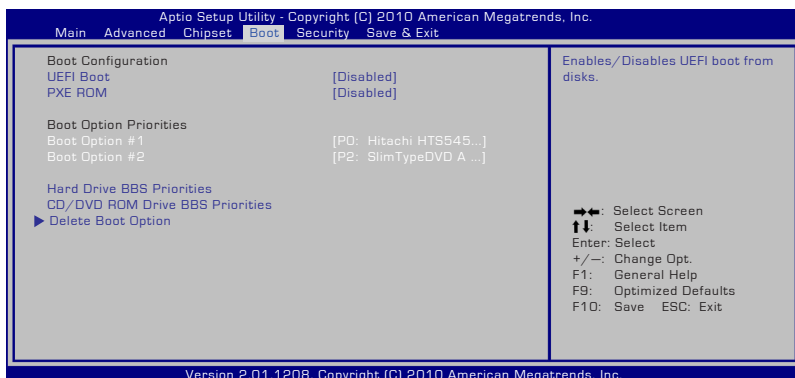 Aptio Setup Utility - Copyright (C) 2010 American Megatrends, Inc.
Main Advanced Chipset Boot Security Save & Exit
Boot Configuration
UEFI Boot [Disabled]
PXE ROM [Disabled]
Boot Option Priorities
Boot Option #1 [P0: Hitachi HTS545...]
Boot Option #2 [P2: SlimTypeDVD A ...]
Hard Drive BBS Priorities
CD/DVD ROM Drive BBS Priorities
▶ Delete Boot Option
Enables/Disables UEFI boot from
disks.
→←: Select Screen
↑↓: Select Item
Enter: Select
+/—: Change Opt.
F1: General Help
F9: Optimized Defaults
F10: Save ESC: Exit
Version 2.01.1208. Copyright (C) 2010 American Megatrends, Inc.